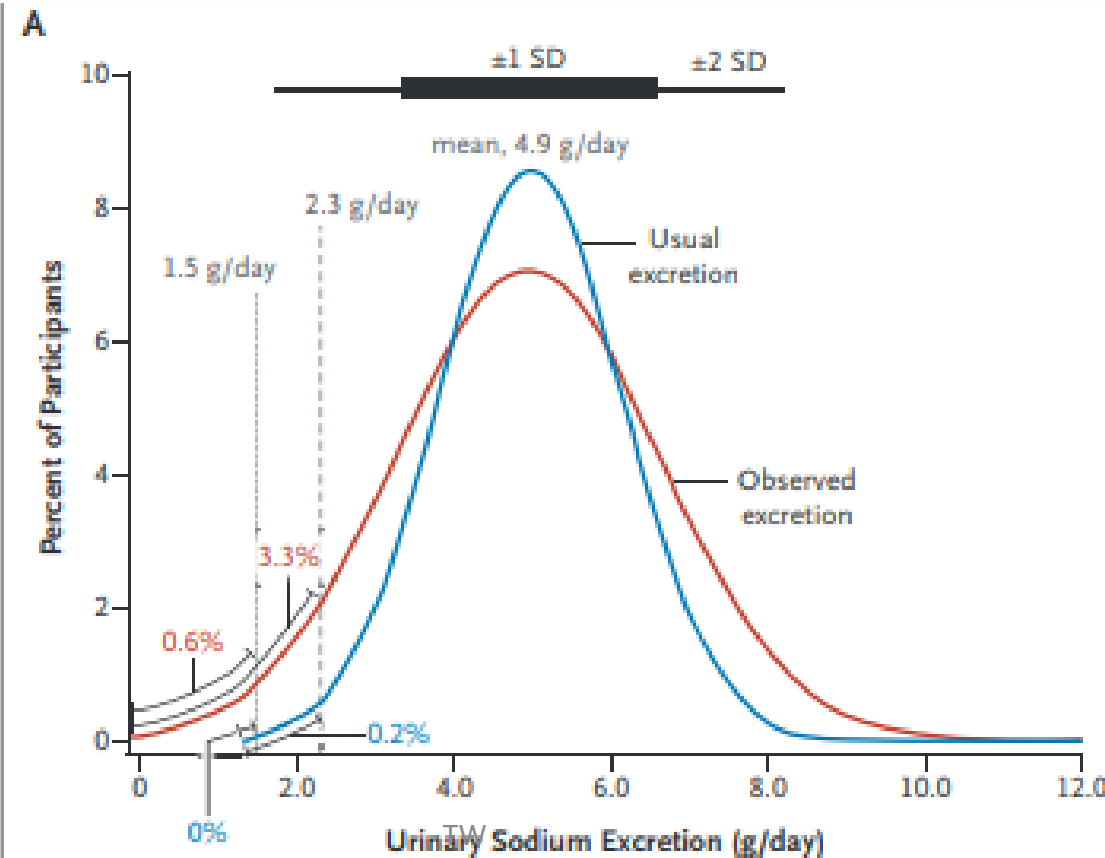 A
±1 SD
±2 SD
mean, 4.9 g/day
2.3 g/day
1.5 g/day
Usual
excretion
Observed
excretion
3.3%
0.6%
0.2%
0%
Percent of Participants
10
8
6
4
2
0
0 2.0 4.0 6.0 8.0 10.0 12.0
TW
Urinary Sodium Excretion (g/day)